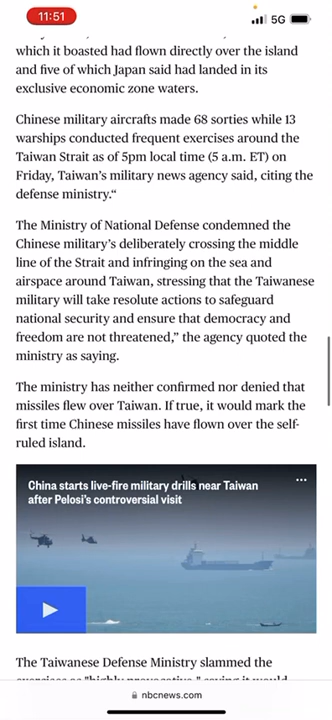 11:51
5G
which it boasted had flown directly over the island
and five of which Japan said had landed in its
exclusive economic zone waters.
Chinese military aircrafts made 68 sorties while 13
warships conducted frequent exercises around the
Taiwan Strait as of 5pm local time (5 a.m. ET) on
Friday, Taiwan's military news agency said, citing the
defense ministry.“
The Ministry of National Defense condemned the
Chinese military's deliberately crossing the middle
line of the Strait and infringing on the sea and
airspace around Taiwan, stressing that the Taiwanese
military will take resolute actions to safeguard
national security and ensure that democracy and
freedom are not threatened,” the agency quoted the
ministry as saying.
The ministry has neither confirmed nor denied that
missiles flew over Taiwan. If true, it would mark the
first time Chinese missiles have flown over the self-
ruled island.
China starts live-fire military drills near Taiwan
after Pelosi's controversial visit
The Taiwanese Defense Ministry slammed the
nbcnews.com